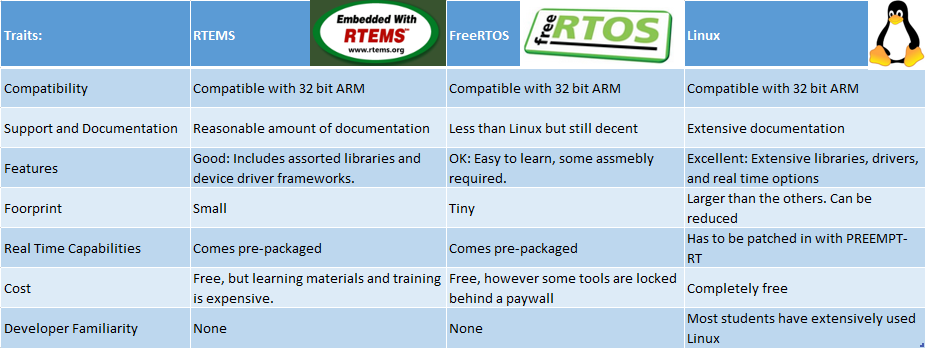 Traits:
RTEMS
Embedded With
RTEMS™
www.rtems.org
FreeRTOS
free
RTOS
Linux
Compatibility
Compatible with 32 bit ARM
Compatible with 32 bit ARM
Compatible with 32 bit ARM
Support and Documentation
Reasonable amount of documentation
Less than Linux but still decent
Extensive documentation
Features
Good: Includes assorted libraries and
device driver frameworks.
OK: Easy to learn, some assmebly
required.
Excellent: Extensive libraries, drivers,
and real time options
Foorprint
Small
Tiny
Larger than the others. Can be
reduced
Real Time Capabilities
Comes pre-packaged
Comes pre-packaged
Has to be patched in with PREEMPT-
RT
Cost
Free, but learning materials and training
is expensive.
Free, however some tools are locked
behind a paywall
Completely free
Developer Familiarity
None
None
Most students have extensively used
Linux